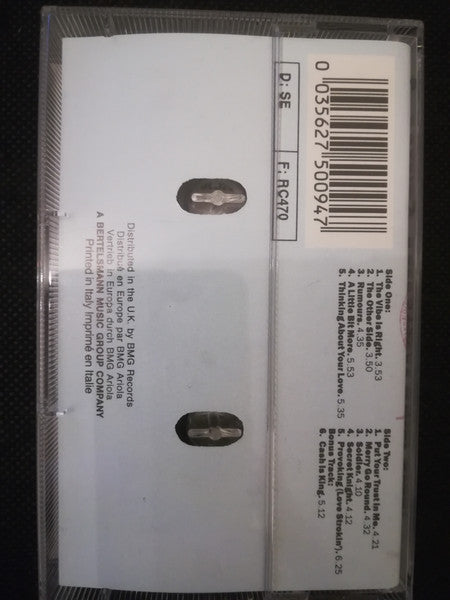 0 035627 500947
D: SE
F: RC470
Side One:
1. The Vibe Is Right. 3.53
2. The Other Side. 3.50
3. Rumours. 4.35
4. A Little Bit More. 5 53
5. Thinking About Your Love. 5 35
Side Two:
1. Put Your Trust in Me. 4 21
2. Merry Go Round. 4 32
3. Soldier. 4 10
4. Secret Knight. 4 12
5. Provoking (Love Strokin'). 6 25
Bonus Track:
6. Cash Is King. 5 12
Distributed in the U.K. by BMG Records
Distribué en Europe par BMG Ariola
Vertrieb in Europa durch BMG Ariola
A BERTELSMANN MUSIC GROUP COMPANY
Printed in Italy Imprimé en Italie